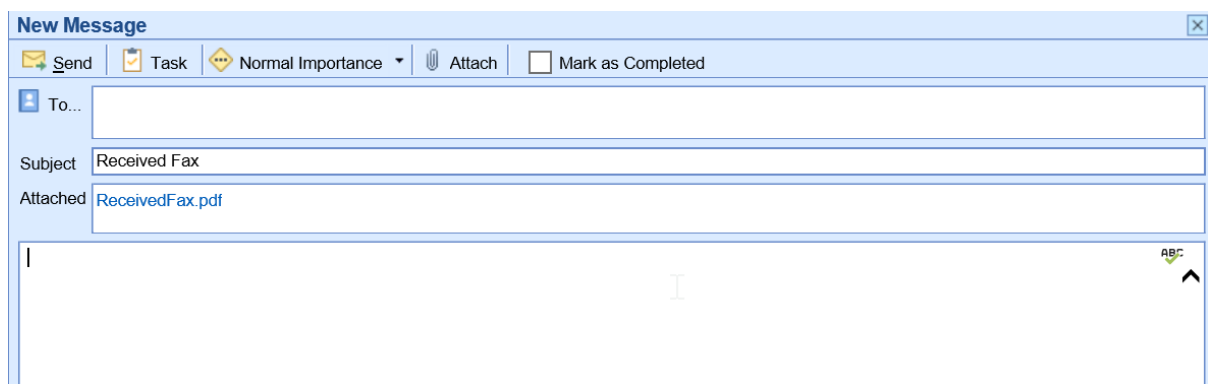 New Message
Send Task Normal Importance Attach Mark as Completed
To...
Subject Received Fax
Attached ReceivedFax.pdf
ABC